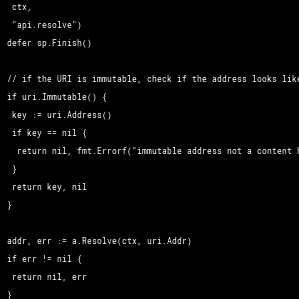 ctx,
"api.resolve")
defer sp.Finish()
// if the URI is immutable, check if the address looks like
if uri.Immutable() {
key := uri.Address()
if key == nil {
return nil, fmt.Errorf("immutable address not a content h
}
return key, nil
}
addr, err := a.Resolve(ctx, uri.Addr)
if err != nil {
return nil, err
}